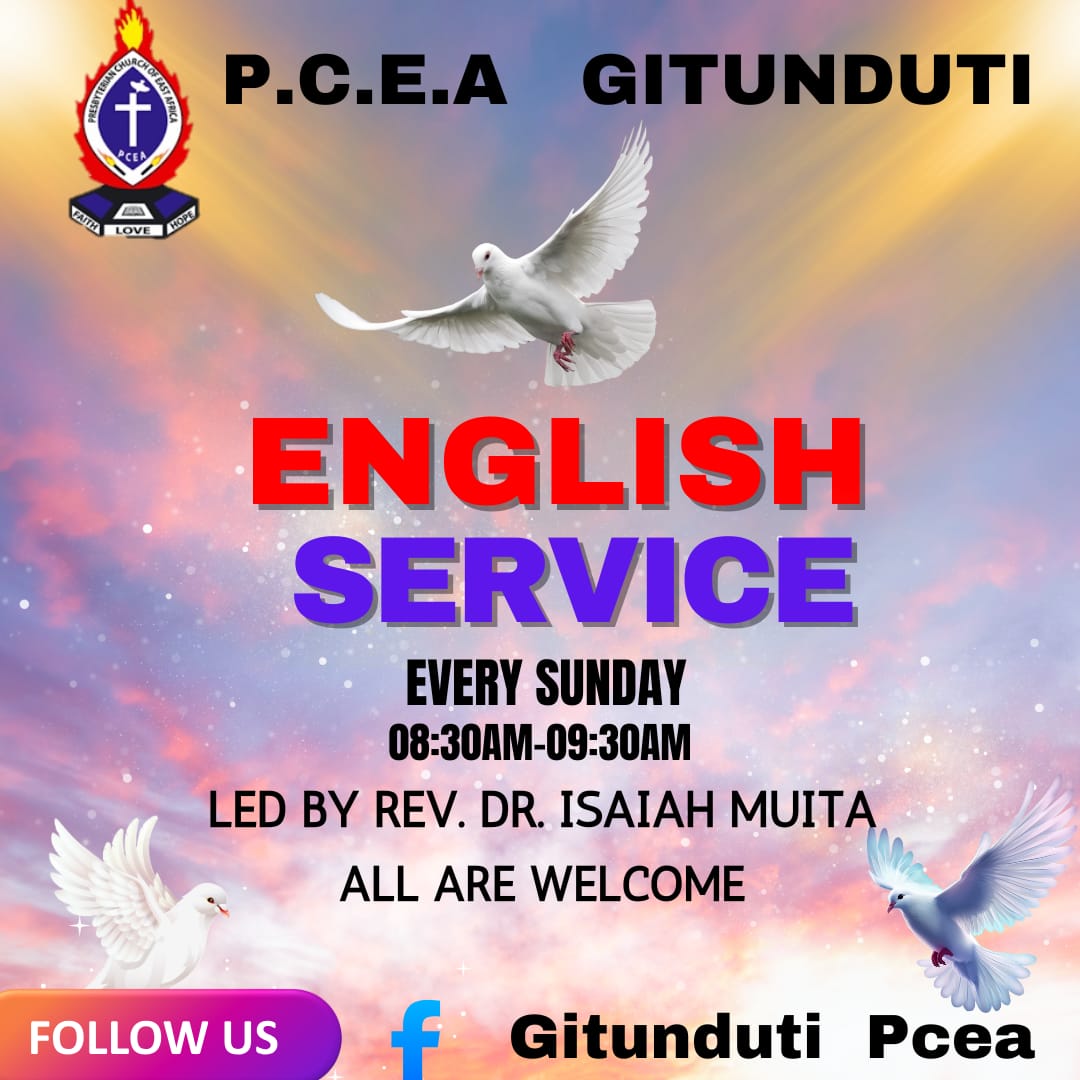 P.C.E.A GITUNDUTI
PRESBYTERIAN CHURCH OF EAST AFRICA
PCEA
FAITH LOVE HOPE
ENGLISH
SERVICE
EVERY SUNDAY
08:30AM-09:30AM
LED BY REV. DR. ISAIAH MUITA
ALL ARE WELCOME
FOLLOW US
f Gitunduti Pcea